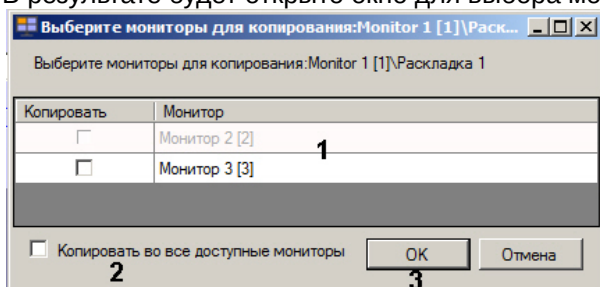 В результате будет открыто окно для выбора мо
Выберите мониторы для копирования:Monitor 1 [1]\Раск...
Выберите мониторы для копирования:Monitor 1 [1]\Раскладка 1
Копировать Монитор
Монитор 2 [2]
1
Монитор 3 [3]
Копировать во все доступные мониторы OK Отмена
2 3